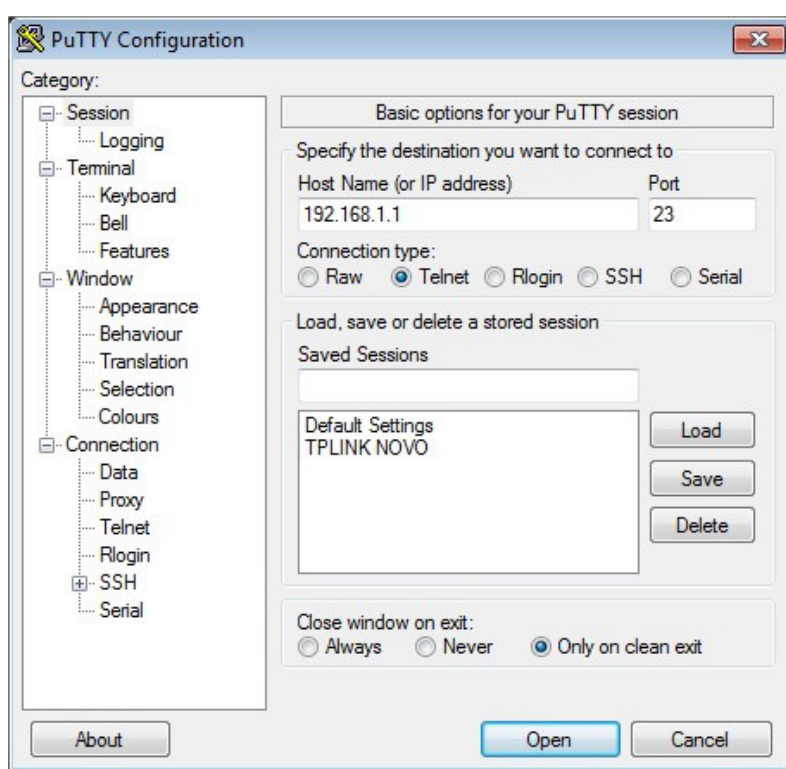 PuTTY Configuration
Category:
Session
Logging
Terminal
Keyboard
Bell
Features
Window
Appearance
Behaviour
Translation
Selection
Colours
Connection
Data
Proxy
Telnet
Rlogin
SSH
Serial
Basic options for your PuTTY session
Specify the destination you want to connect to
Host Name (or IP address) Port
192.168.1.1 23
Connection type:
Raw Telnet Rlogin SSH Serial
Load, save or delete a stored session
Saved Sessions
Default Settings
TPLINK NOVO
Load
Save
Delete
Close window on exit:
Always Never Only on clean exit
About Open Cancel